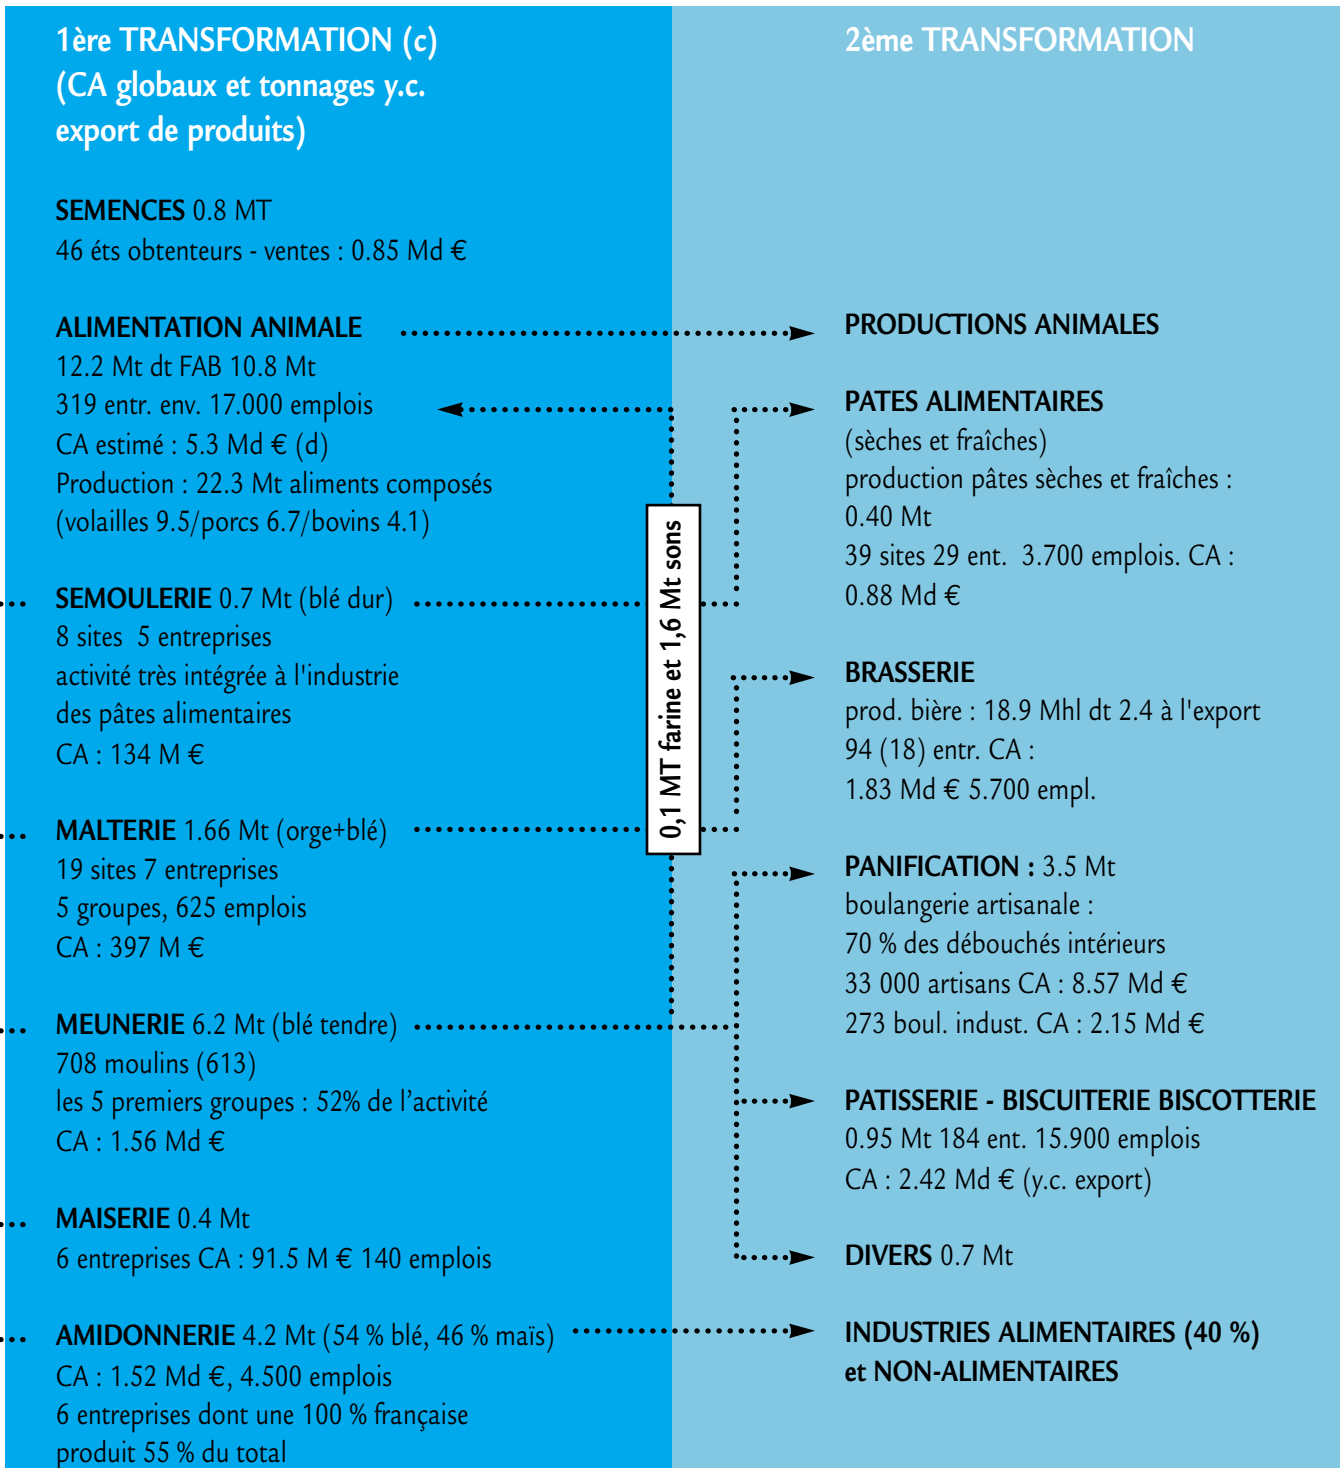 1ère TRANSFORMATION (c)
(CA globaux et tonnages y.c.
export de produits)
SEMENCES 0.8 MT
46 éts obtenteurs - ventes : 0.85 Md €
ALIMENTATION ANIMALE
12.2 Mt dt FAB 10.8 Mt
319 entr. env. 17.000 emplois
CA estimé : 5.3 Md € (d)
Production : 22.3 Mt aliments composés
(volailles 9.5/porcs 6.7/bovins 4.1)
SEMOULERIE 0.7 Mt (blé dur)
8 sites 5 entreprises
activité très intégrée à l'industrie
des pâtes alimentaires
CA : 134 M €
MALTERIE 1.66 Mt (orge+blé)
19 sites 7 entreprises
5 groupes, 625 emplois
CA : 397 M €
MEUNERIE 6.2 Mt (blé tendre)
708 moulins (613)
les 5 premiers groupes : 52% de l’activité
CA : 1.56 Md €
MAISERIE 0.4 Mt
6 entreprises CA : 91.5 M € 140 emplois
AMIDONNERIE 4.2 Mt (54 % blé, 46 % maïs)
CA : 1.52 Md €, 4.500 emplois
6 entreprises dont une 100 % française
produit 55 % du total
0,1 MT farine et 1,6 Mt sons
2ème TRANSFORMATION
PRODUCTIONS ANIMALES
PATES ALIMENTAIRES
(sèches et fraîches)
production pâtes sèches et fraîches :
0.40 Mt
39 sites 29 ent. 3.700 emplois. CA :
0.88 Md €
BRASSERIE
prod. bière : 18.9 Mhl dt 2.4 à l'export
94 (18) entr. CA :
1.83 Md € 5.700 empl.
PANIFICATION : 3.5 Mt
boulangerie artisanale :
70 % des débouchés intérieurs
33 000 artisans CA : 8.57 Md €
273 boul. indust. CA : 2.15 Md €
PATISSERIE - BISCUITERIE BISCOTTERIE
0.95 Mt 184 ent. 15.900 emplois
CA : 2.42 Md € (y.c. export)
DIVERS 0.7 Mt
INDUSTRIES ALIMENTAIRES (40 %)
et NON-ALIMENTAIRES